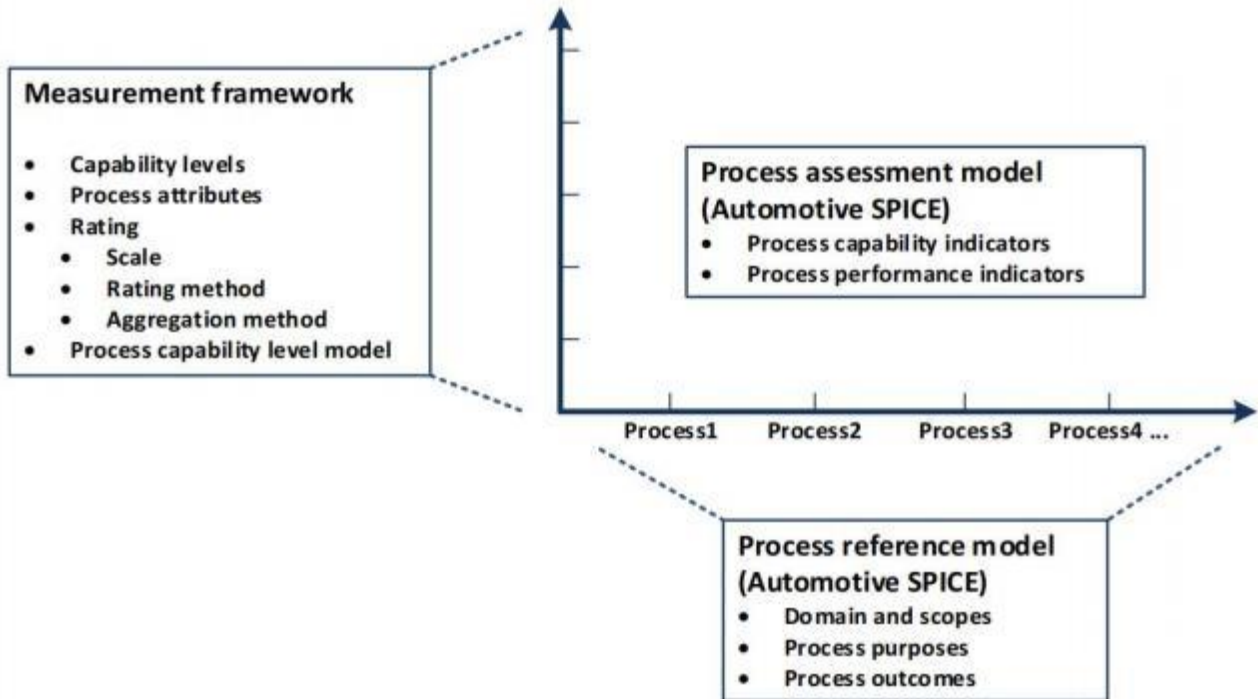 Measurement framework
• Capability levels
• Process attributes
• Rating
• Scale
• Rating method
• Aggregation method
• Process capability level model
Process assessment model
(Automotive SPICE)
• Process capability indicators
• Process performance indicators
Process1 Process2 Process3 Process4 ...
Process reference model
(Automotive SPICE)
• Domain and scopes
• Process purposes
• Process outcomes